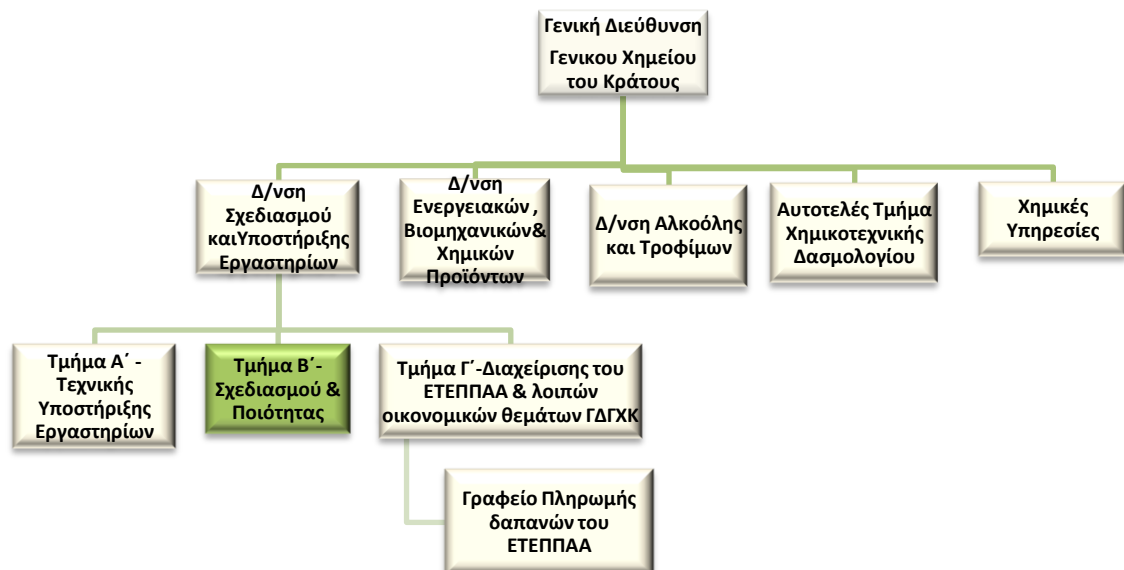 Γενική Διεύθυνση
Γενικου Χημείου
του Κράτους
Δ/νση
Σχεδιασμού
καιΥποστήριξης
Εργαστηρίων
Δ/νση
Ενεργειακών ,
Βιομηχανικών&
Χημικών
Προϊόντων
Δ/νση Αλκοόλης
και Τροφίμων
Αυτοτελές Τμήμα
Χημικοτεχνικής
Δασμολογίου
Χημικές
Υπηρεσίες
Τμήμα Α΄ -
Τεχνικής
Υποστήριξης
Εργαστηρίων
Τμήμα Β΄-
Σχεδιασμού &
Ποιότητας
Τμήμα Γ΄-Διαχείρισης του
ΕΤΕΠΠΑΑ & λοιπών
οικονομικών θεμάτων ΓΔΓΧΚ
Γραφείο Πληρωμής
δαπανών του
ΕΤΕΠΠΑΑ